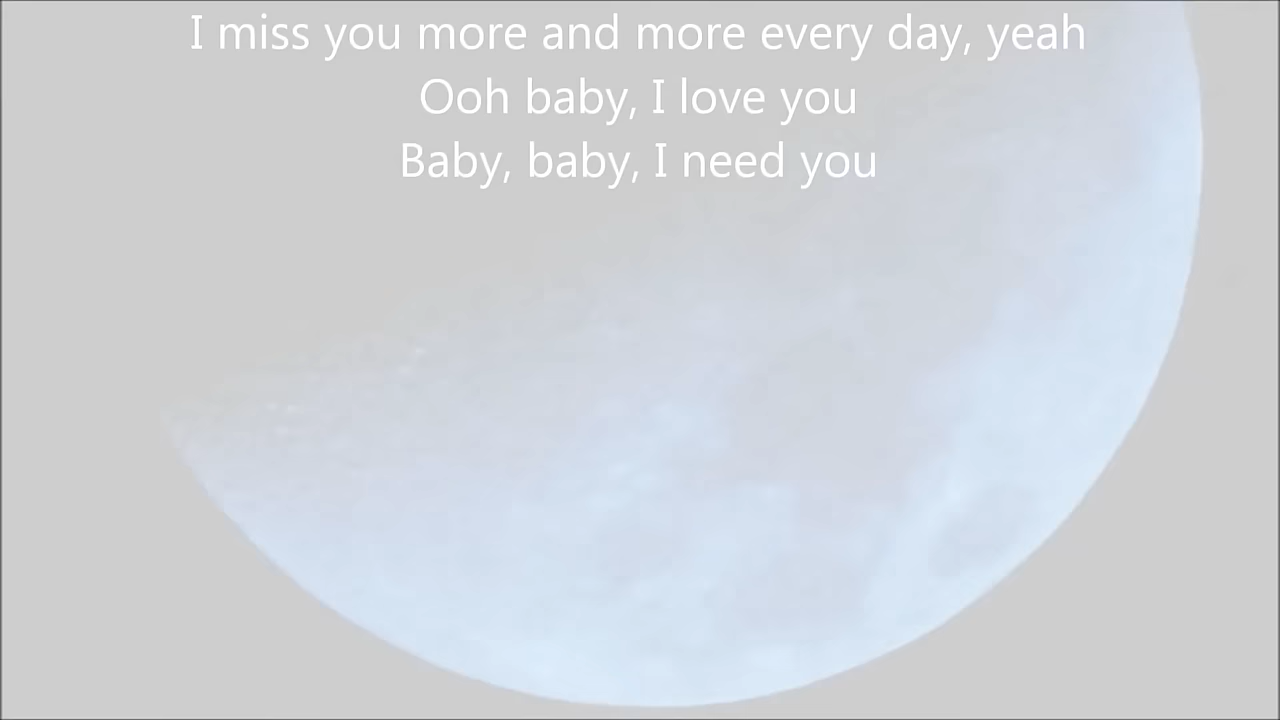 I miss you more and more every day, yeah
Ooh baby, I love you
Baby, baby, I need you